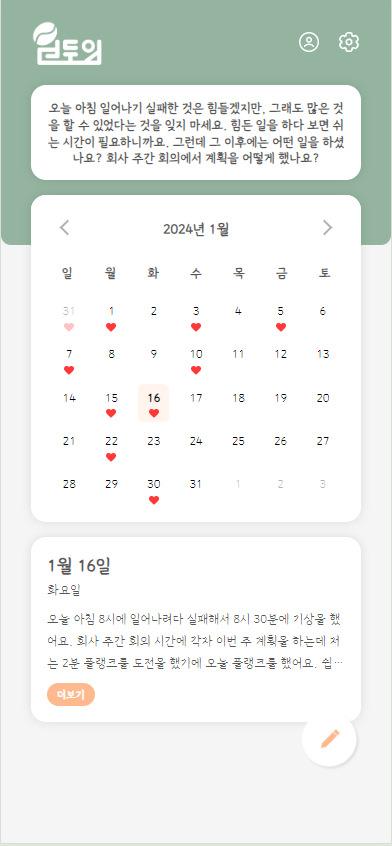 임두의
오늘 아침 일어나기 실패한 것은 힘들겠지만, 그래도 많은 것
을 할 수 있었다는 것을 잊지 마세요. 힘든 일을 하다 보면 쉬
는 시간이 필요하니까요. 그런데 그 이후에는 어떤 일을 하셨
나요? 회사 주간 회의에서 계획을 어떻게 했나요?
2024년 1월
일 월 화 수 목 금 토
31 1 2 3 4 5 6
7 8 9 10 11 12 13
14 15 16 17 18 19 20
21 22 23 24 25 26 27
28 29 30 31 1 2 3
1월 16일
화요일
오늘 아침 8시에 일어나려다 실패해서 8시 30분에 기상을 했
어요. 회사 주간 회의 시간에 각자 이번 주 계획을 하는데 저
는 2분 플랭크를 도전을 했기에 오늘 플랭크를 했어요. 쉽...
더보기